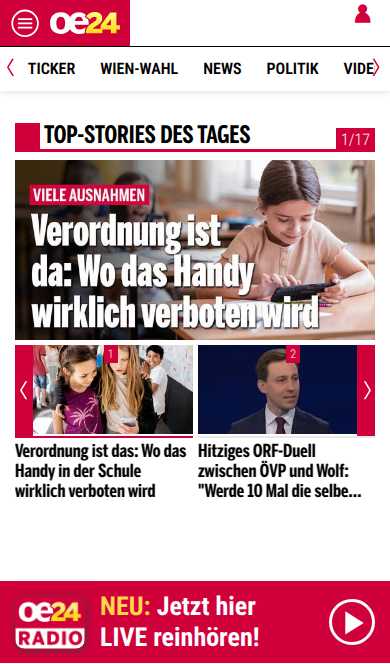 oe24
TICKER WIEN-WAHL NEWS POLITIK VIDE
TOP-STORIES DES TAGES
1/17
VIELE AUSNAHMEN
Verordnung ist
da: Wo das Handy
wirklich verboten wird
1
2
Verordnung ist das: Wo das
Handy in der Schule
wirklich verboten wird
Hitziges ORF-Duell
zwischen ÖVP und Wolf:
"Werde 10 Mal die selbe...
oe24
RADIO
NEU: Jetzt hier
LIVE reinhören!